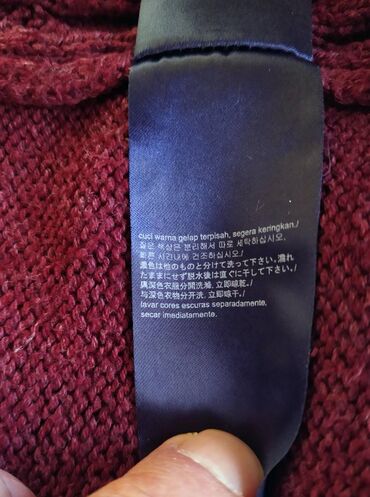 cuci warna gelap terpisah, segera keringkan./
짙은 색상은 분리해서 따로 세탁하십시오.
빠른 시간내에 건조하십시오./
濃色は他のものと分けて洗って下さい。濡れ
たままにせず脱水後は直ぐに干して下さい。/
與深色衣服分開洗滌, 立即晾乾。/
与深色衣物分开洗, 立即晾干。/
lavar cores escuras separadamente,
secar imediatamente.